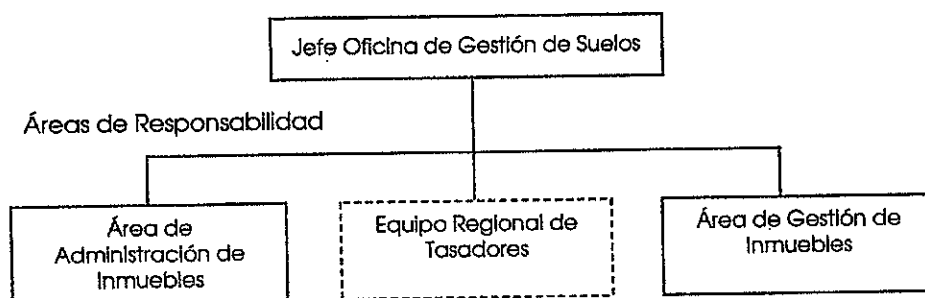 Jefe Oficina de Gestión de Suelos
Áreas de Responsabilidad
Área de
Administración de
Inmuebles
Equipo Regional de
Tasadores
Área de Gestión de
Inmuebles